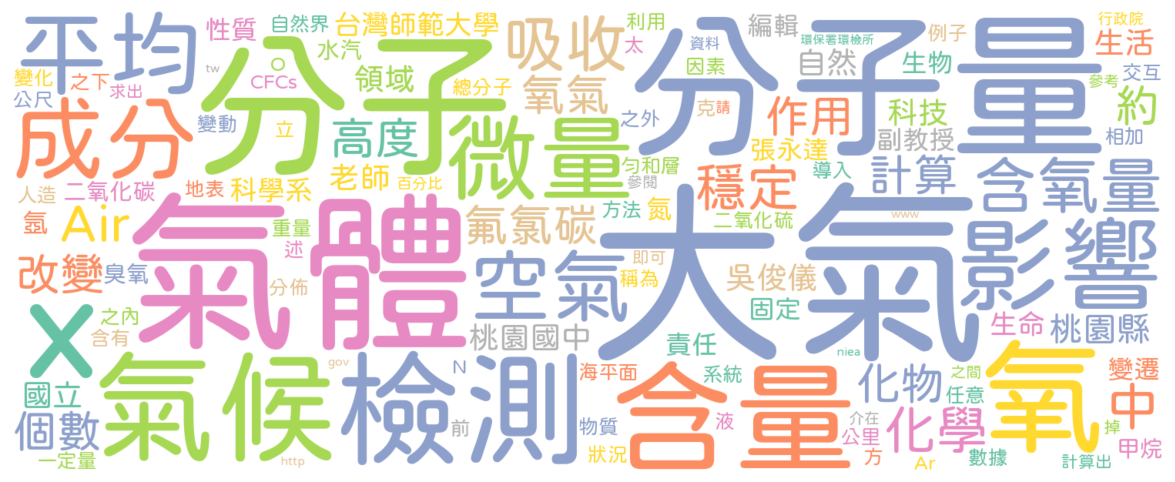 平均
分子
分子量
性質
自然界
台灣師範大學
利用
行政院
水汽
吸收
太
資料
編輯
環保署環檢所
例子
生活
變化
之下
tw
O
CFCs
領域
總分子
氧氣
因素
自然
生物
交互
參考
公尺
求出
成分
變動
立
高度
微量
之外
克
請
作用
科技
約
副教授
相加
張永達
人造
二氧化碳
地表
科學系
老師
百分比
勻和層
參閱
穩定
導入
計算
含氧量
氬
Air
氣體
重量
述
氟氯碳
方法
氮
二氧化硫
大氣
www
影響
改變
臭氧
分佈
空氣
即可
稱為
吳俊儀
固定
生命
桃園縣
x
之內
含有
桃園國中
責任
niea
氣候
gov
檢測
N
海平面
系統
含量
化物
之間
任意
氧
變遷
中
國立
個數
一定量
http
前
物質
狀況
液
介在
公里
方
化學
Ar
數據
掉
甲烷
計算出